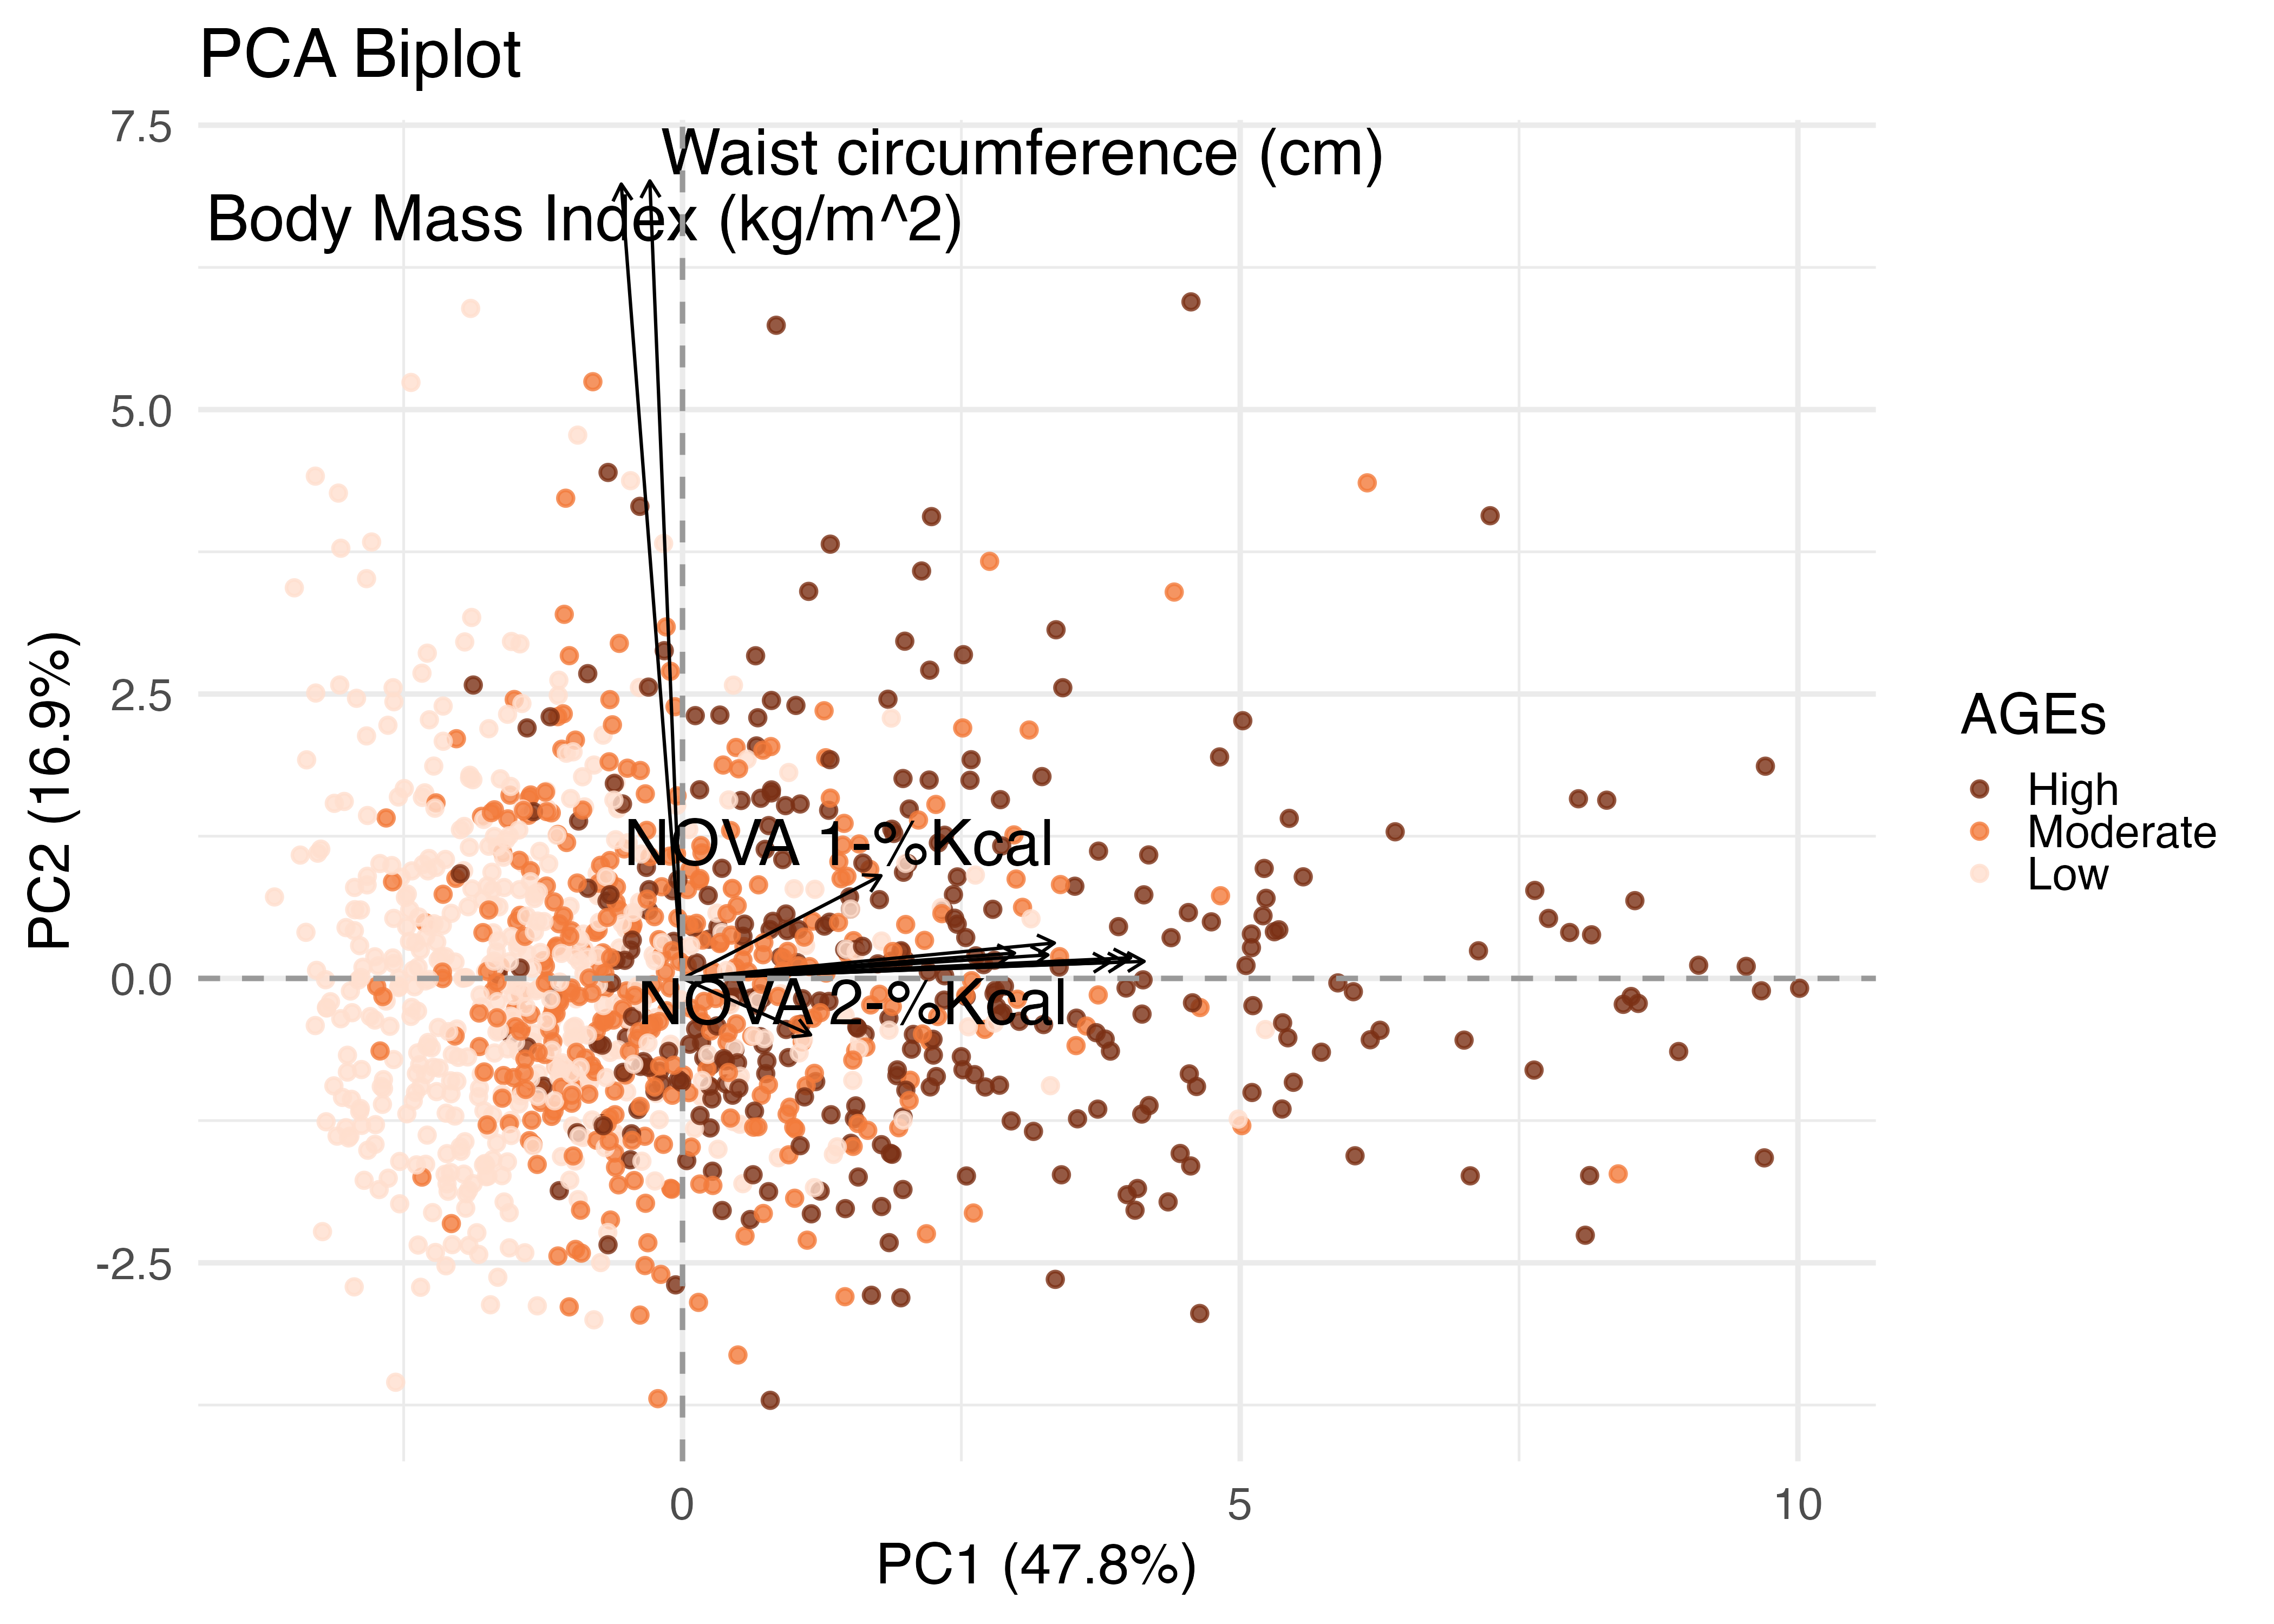 PCA Biplot
7.5
Waist circumference (cm)
Body Mass Index (kg/m^2)
5.0
2.5
NOVA 1-%Kcal
0.0
NOVA 2-%Kcal
-2.5
PC2 (16.9%)
0 5 10
PC1 (47.8%)
AGEs
High
Moderate
Low